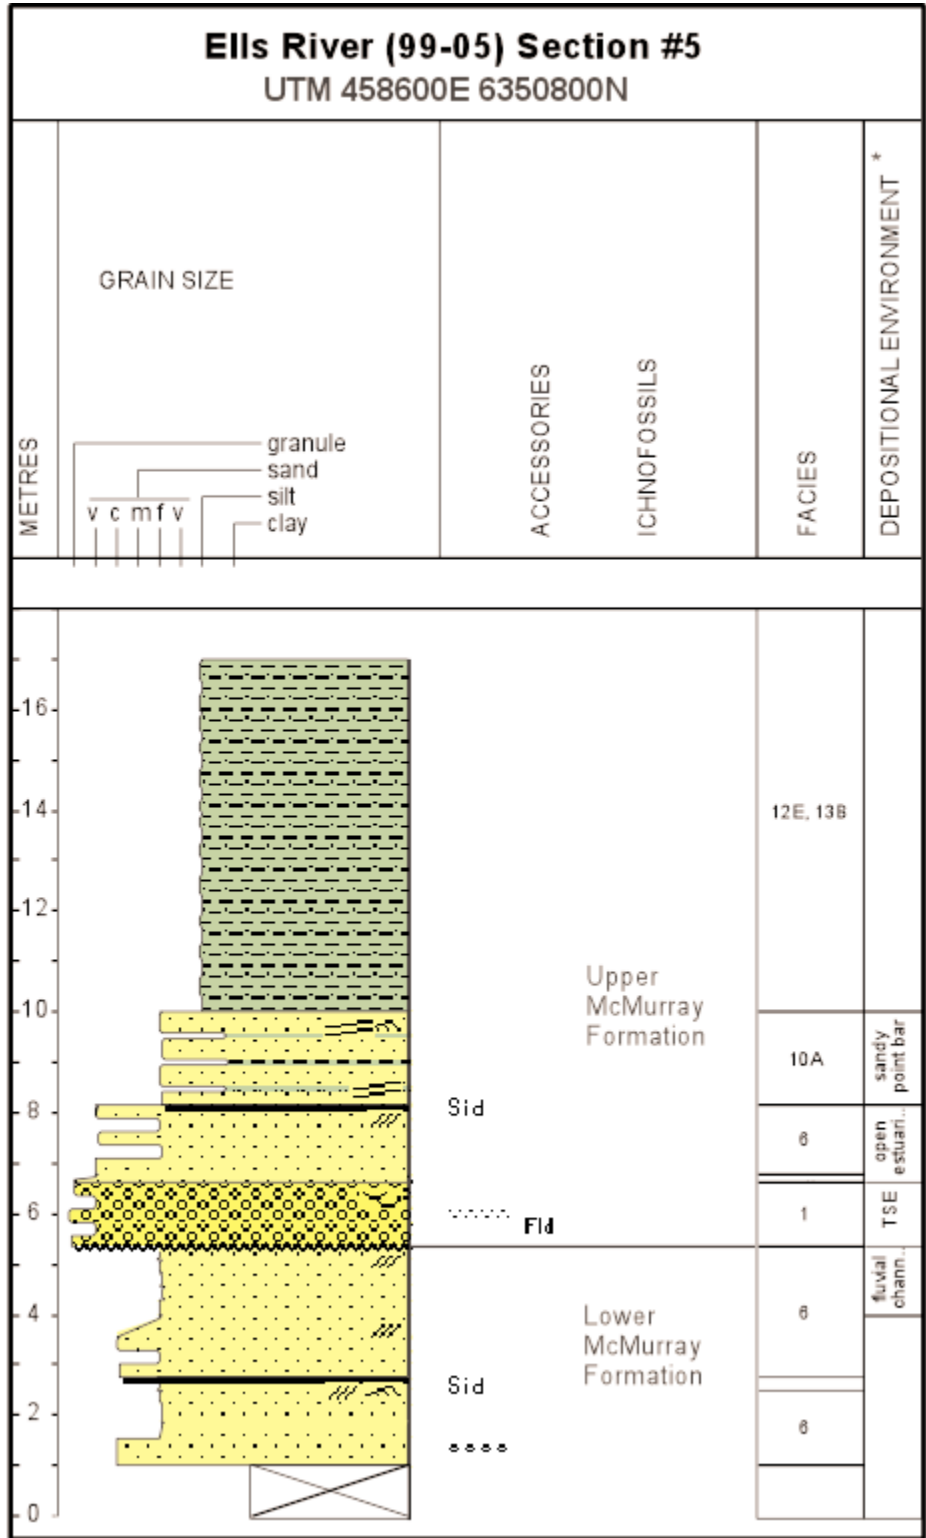 Ells River (99-05) Section #5
UTM 458600E 6350800N
METRES
GRAIN SIZE
granule
sand
silt
clay
v c m f v
ACCESSORIES
ICHNOFOSSILS
FACIES
DEPOSITIONAL ENVIRONMENT *
16
14
12E, 13B
12
Upper
McMurray
Formation
10
10A
sandy
point bar
Sid
8
6
open
estuari..
6
Fld
1
TSE
fluvial
chann..
4
6
Lower
McMurray
Formation
Sid
2
6
0